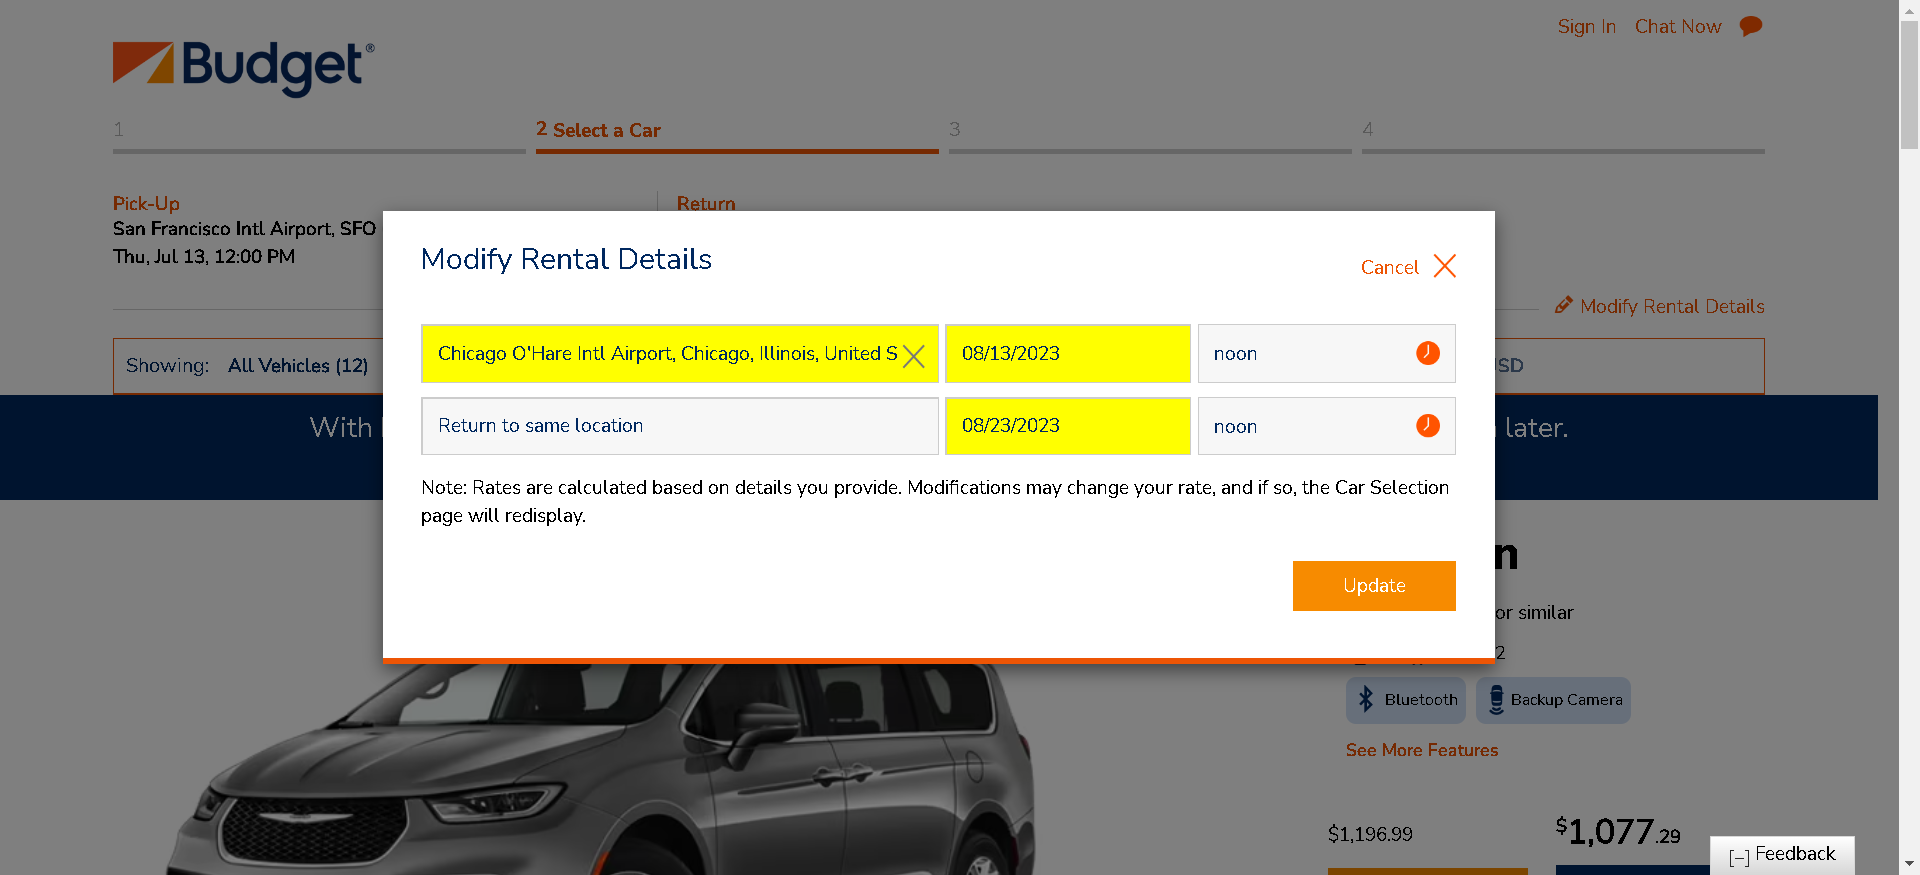 Sign In Chat Now
Budget®
1
2 Select a Car
3
4
Pick-Up
San Francisco Intl Airport, SFO
Thu, Jul 13, 12:00 PM
Return
Modify Rental Details
Cancel
Modify Rental Details
Showing: All Vehicles (12)
SD
Chicago O'Hare Intl Airport, Chicago, Illinois, United S
08/13/2023
noon
Return to same location
08/23/2023
noon
With
later.
Note: Rates are calculated based on details you provide. Modifications may change your rate, and if so, the Car Selection
page will redisplay.
Update
n
or similar
2
Bluetooth
Backup Camera
See More Features
$1,196.99
$1,077.29
[-] Feedback